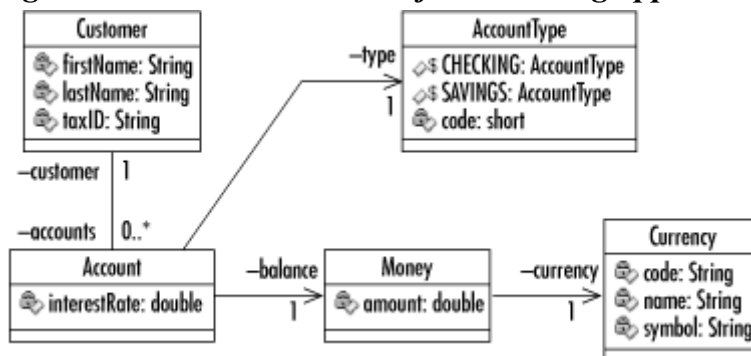 Customer
firstName: String
lastName: String
taxID: String
AccountType
$ CHECKING: AccountType
$ SAVINGS: AccountType
code: short
–type
1
–customer 1
–accounts 0..*
Account
interestRate: double
–balance
1
Money
amount: double
–currency
1
Currency
code: String
name: String
symbol: String